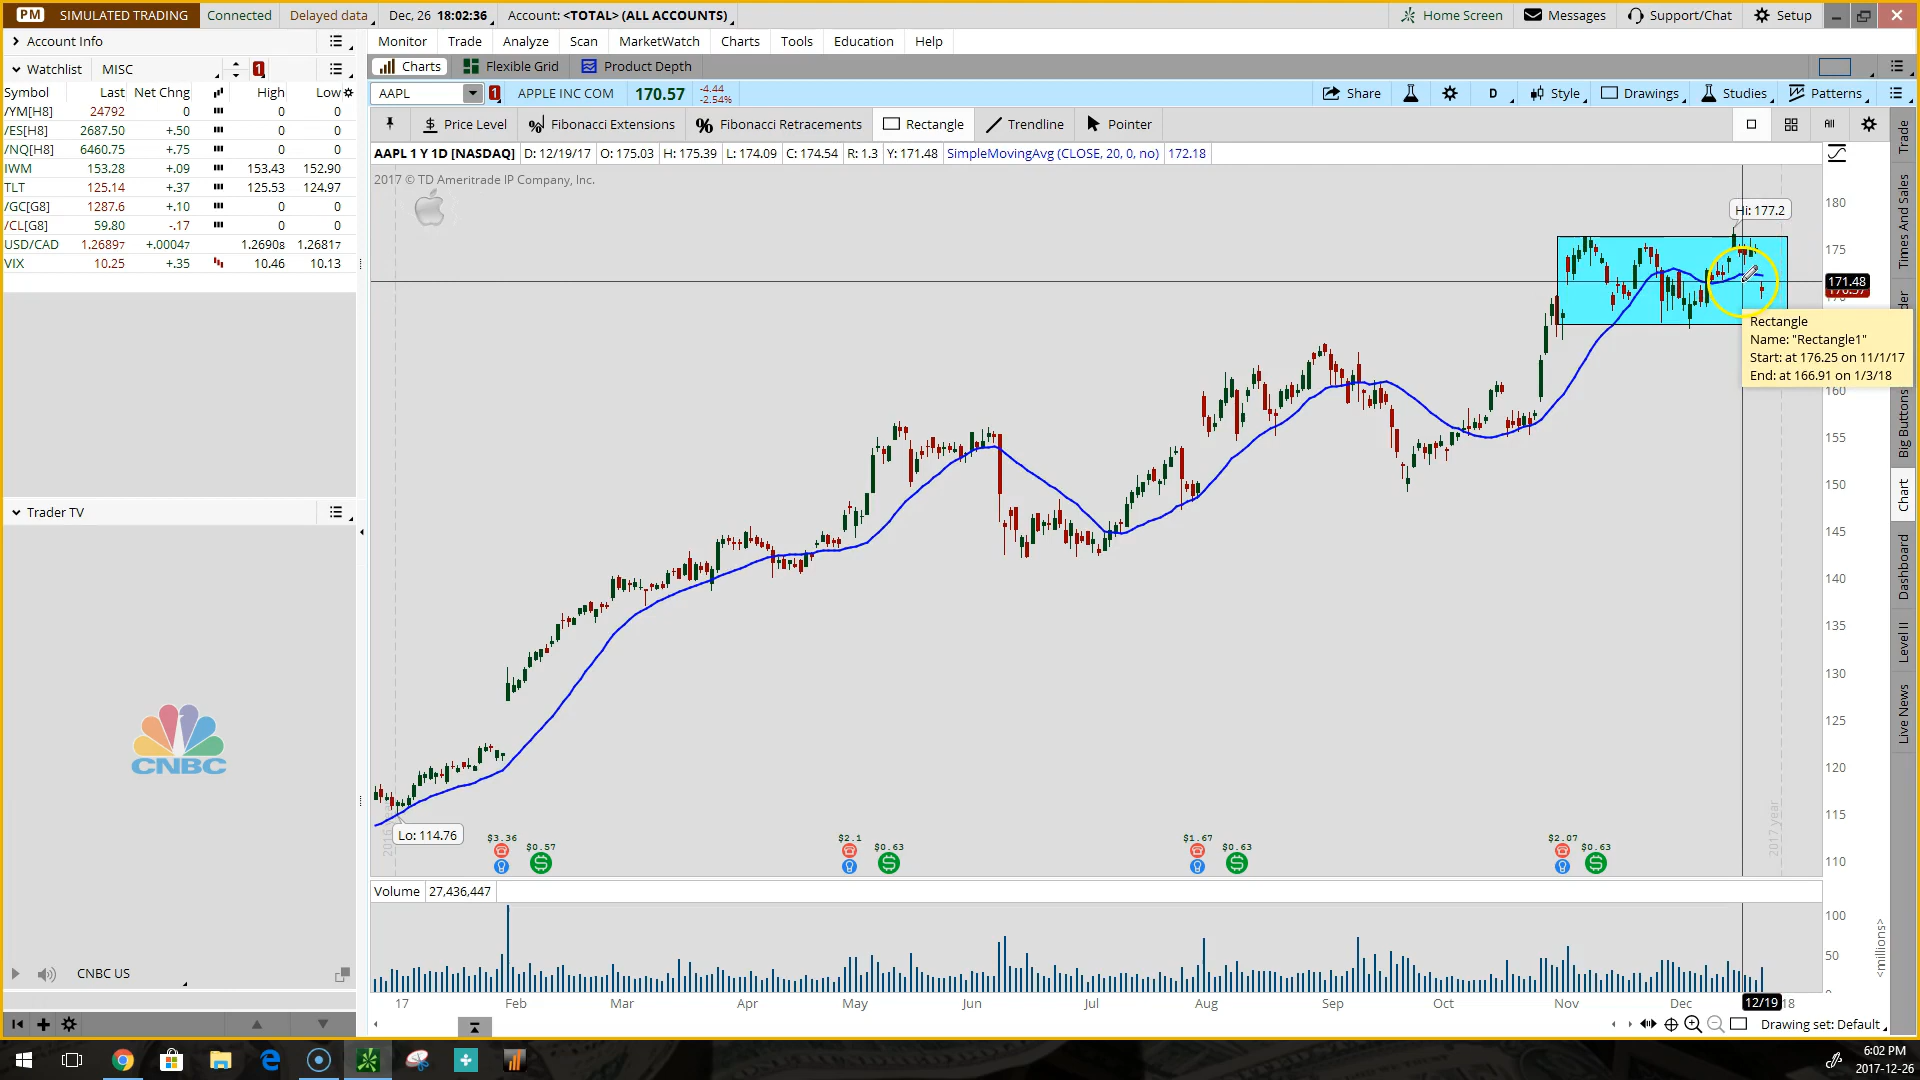 PM SIMULATED TRADING Connected Delayed data Dec, 26 18:02:36 Account: <TOTAL> (ALL ACCOUNTS) Home Screen Messages Support/Chat Setup
Account Info
Monitor Trade Analyze Scan MarketWatch Charts Tools Education Help
Watchlist MISC 1
Charts Flexible Grid Product Depth
Symbol Last Net Chng High Low
AAPL 1 APPLE INC COM 170.57 -4.44 -2.54% Share D Style Drawings Studies Patterns
/YM[H8] 24792 0 0 0
/ES[H8] 2687.50 +.50 0 0
/NQ[H8] 6460.75 +.75 0 0
IWM 153.28 +.09 153.43 152.90
TLT 125.14 +.37 125.53 124.97
/GC[G8] 1287.6 +.10 0 0
/CL[G8] 59.80 -.17 0 0
USD/CAD 1.26897 +.00047 1.26908 1.26817
VIX 10.25 +.35 10.46 10.13
Price Level Fibonacci Extensions Fibonacci Retracements Rectangle Trendline Pointer All
AAPL 1 Y 1D [NASDAQ] D: 12/19/17 O: 175.03 H: 175.39 L: 174.09 C: 174.54 R: 1.3 Y: 171.48 SimpleMovingAvg (CLOSE, 20, 0, no) 172.18
2017 © TD Ameritrade IP Company, Inc.
Hi: 177.2
180
175
171.48
Rectangle
Name: "Rectangle1"
Start: at 176.25 on 11/1/17
End: at 166.91 on 1/3/18
160
155
150
145
140
135
130
125
120
115
110
Lo: 114.76
2017 year
$3.36 $0.57 $2.1 $0.63 $1.67 $0.63 $2.07 $0.63
Volume 27,436,447
100
50
<millions>
17 Feb Mar Apr May Jun Jul Aug Sep Oct Nov Dec 12/19 18
Drawing set: Default
Trader TV
CNBC
CNBC US
Trade
Times And Sales
Big Buttons
Chart
Dashboard
Level II
Live News
6:02 PM
2017-12-26